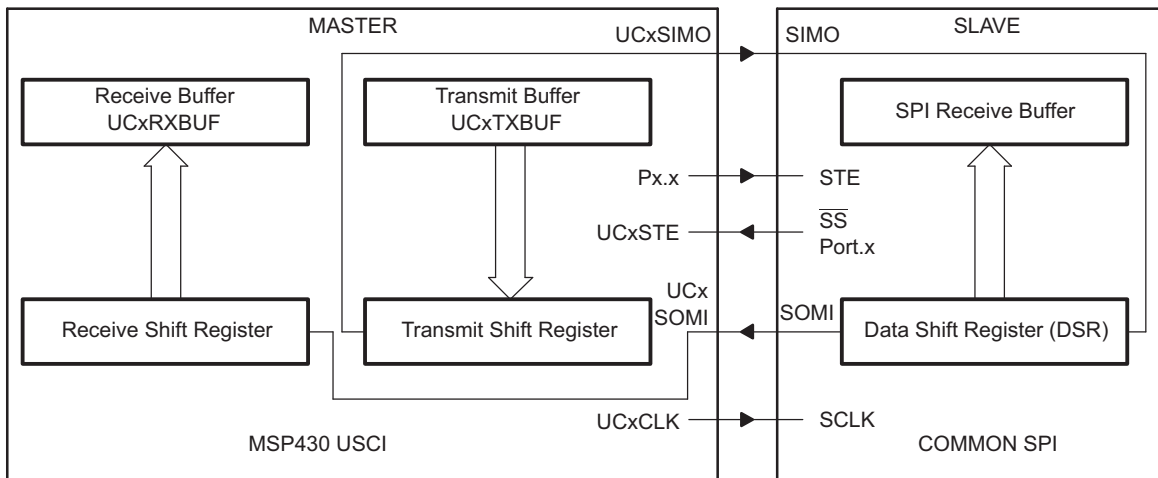 MASTER
UCxSIMO
SIMO
SLAVE
Receive Buffer
UCxRXBUF
Transmit Buffer
UCxTXBUF
SPI Receive Buffer
Px.x
STE
UCxSTE
SS
Port.x
UCx
SOMI
SOMI
Receive Shift Register
Transmit Shift Register
Data Shift Register (DSR)
UCxCLK
SCLK
MSP430 USCI
COMMON SPI